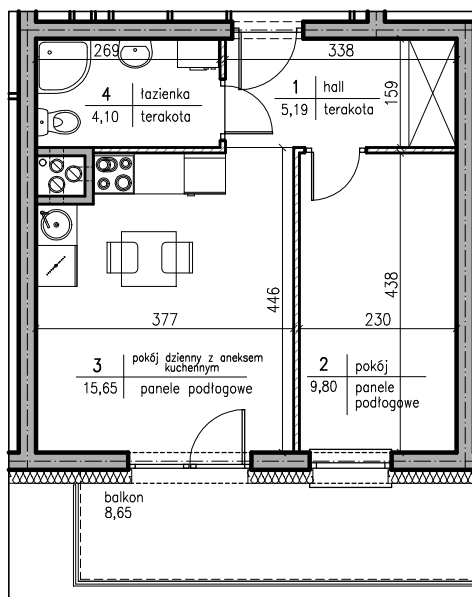 269
338
4 łazienka
4,10 terakota
1 hall
5,19 terakota
159
446
438
377
230
3 pokój dzienny z aneksem
kuchennym
15,65 panele podłogowe
2 pokój
9,80 panele
podłogowe
balkon
8,65